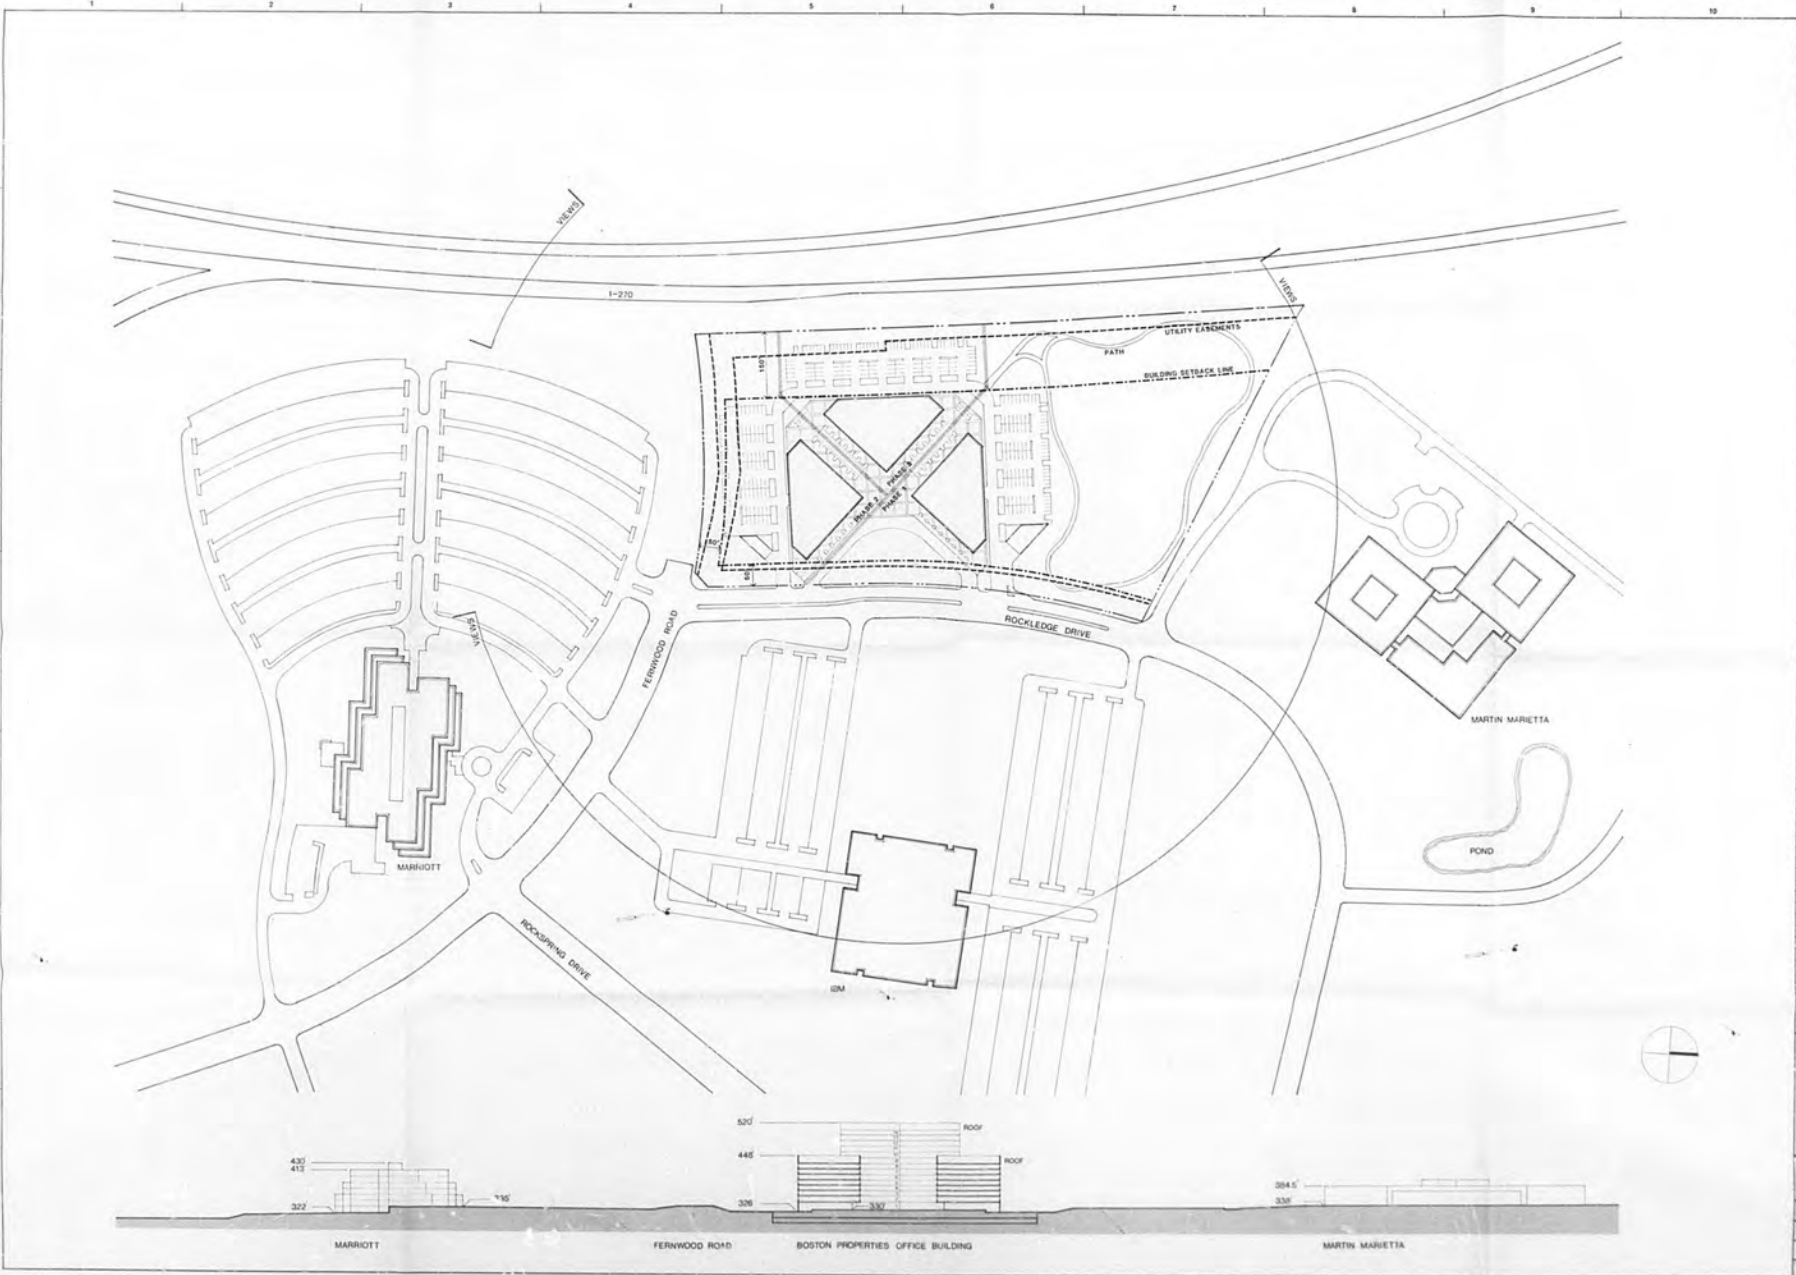 1 2 3 4 5 6 7 8 9 10
VIEWS
VIEWS
I-270
UTILITY EASEMENTS
PATH
150'
BUILDING SETBACK LINE
PHASE 3
PHASE 2
PHASE 1
50'
50'
VIEWS
FERNWOOD ROAD
ROCKLEDGE DRIVE
MARTIN MARIETTA
POND
MARRIOTT
ROCKSPRING DRIVE
IBM
520'
ROOF
448'
ROOF
430'
413'
384.5'
338'
335'
322'
326'
330'
MARRIOTT
FERNWOOD ROAD
BOSTON PROPERTIES OFFICE BUILDING
MARTIN MARIETTA